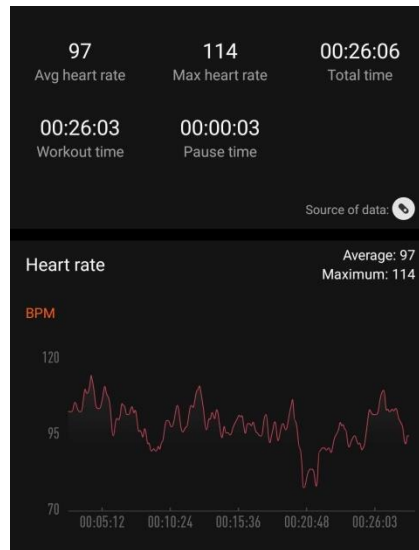 97 114 00:26:06
Avg heart rate Max heart rate Total time
00:26:03 00:00:03
Workout time Pause time
Source of data:
Heart rate
Average: 97
Maximum: 114
BPM
120
95
70
00:05:12 00:10:24 00:15:36 00:20:48 00:26:03